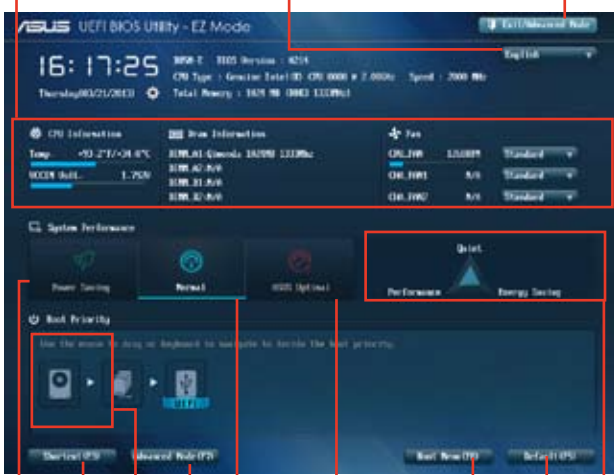 ASUS UEFI BIOS Utility - EZ Mode
Exit/Advanced Mode
English
16:17:25
Thursday[03/21/2013]
BIOS Version : 0214
CPU Type : Genuine Intel(R) CPU 0000 @ 2.00GHz Speed : 2000 MHz
Total Memory : 1024 MB (DDR3 1333MHz)
CPU Information
Dram Information
Fan
Temp.
VCCIN Volt.
DIMM_A2:N/A
DIMM_B1:N/A
DIMM_B2:N/A
CPU_FAN
Standard
CHA_FAN1 N/A Standard
CHA_FAN2 N/A Standard
System Performance
Quiet
Performance
Energy Saving
Power Saving
Normal
ASUS Optimal
Boot Priority
Use the mouse to drag or keyboard to navigate to decide the boot priority.
UEFI
Shortcut(F3)
Advanced Mode(F7)
Boot Menu(F8)
Default(F5)